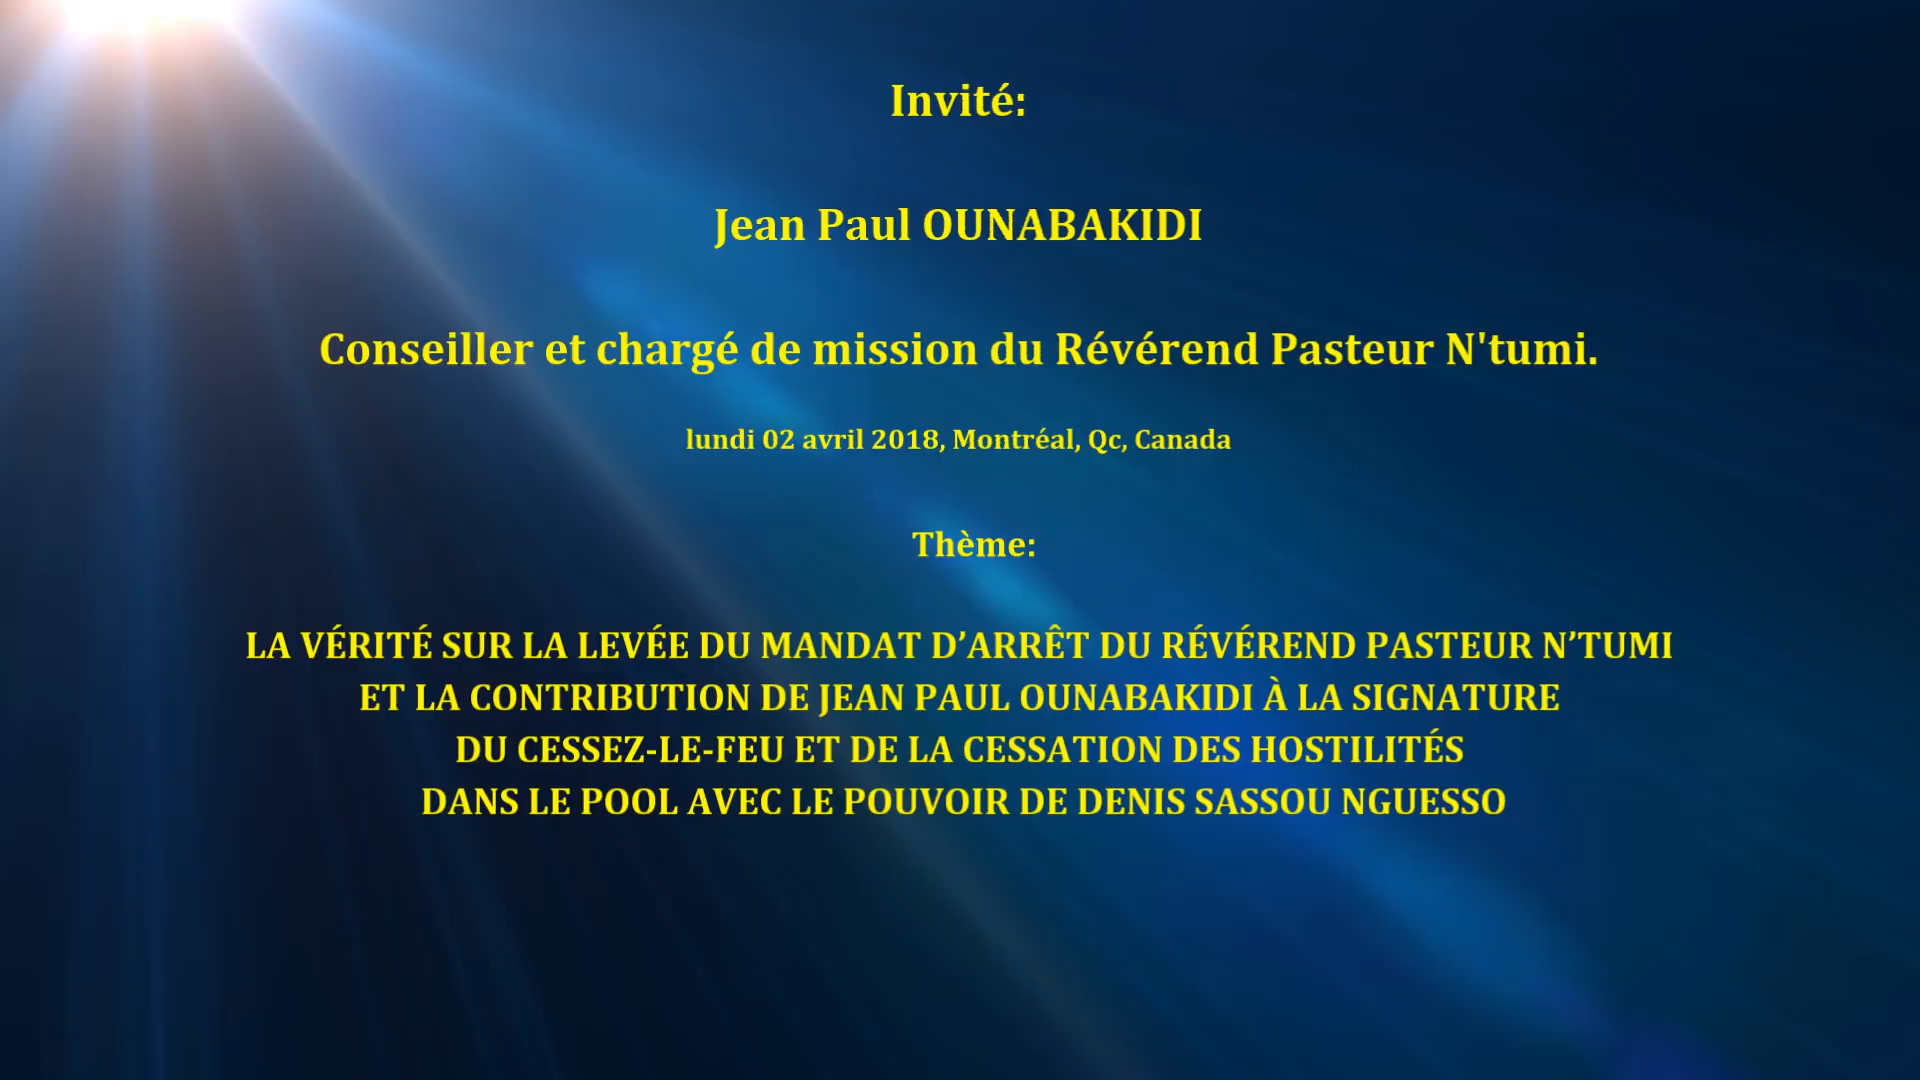 Invité:
Jean Paul OUNABAKIDI
Conseiller et chargé de mission du Révérend Pasteur N'tumi.
lundi 02 avril 2018, Montréal, Qc, Canada
Thème:
LA VÉRITÉ SUR LA LEVÉE DU MANDAT D’ARRÊT DU RÉVÉREND PASTEUR N’TUMI
ET LA CONTRIBUTION DE JEAN PAUL OUNABAKIDI À LA SIGNATURE
DU CESSEZ-LE-FEU ET DE LA CESSATION DES HOSTILITÉS
DANS LE POOL AVEC LE POUVOIR DE DENIS SASSOU NGUESSO